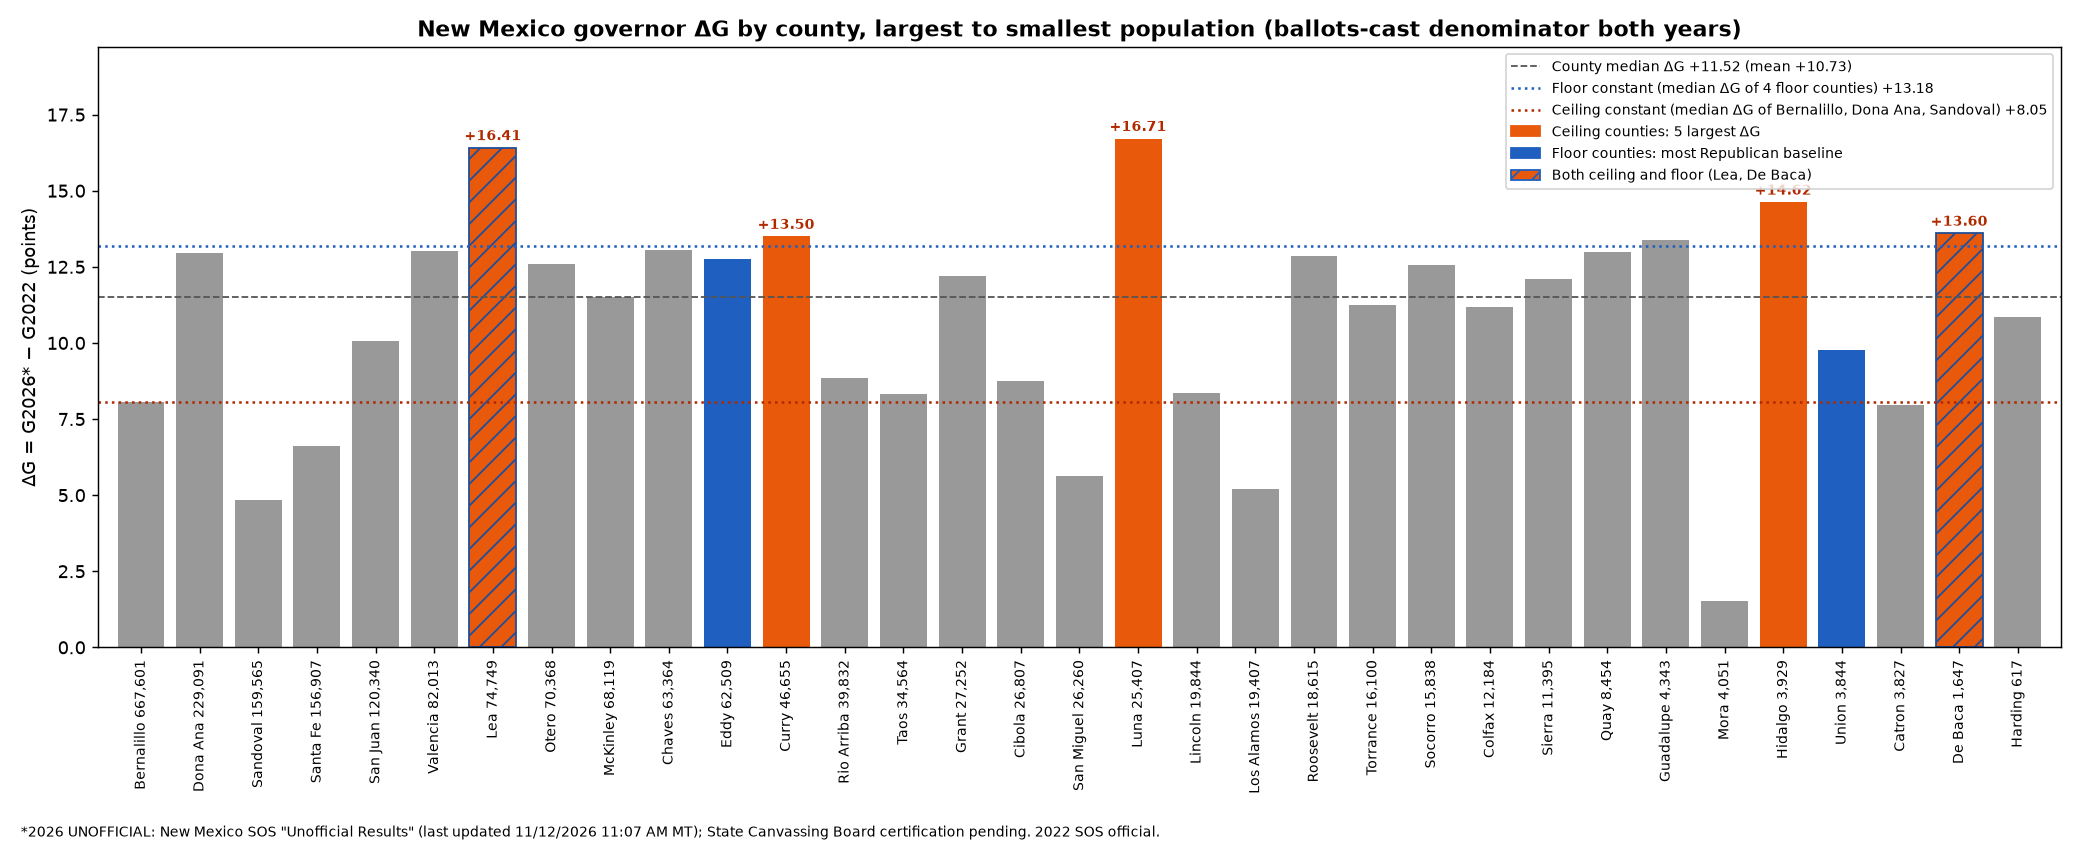 New Mexico governor ΔG by county, largest to smallest population (ballots-cast denominator both years)
County median ΔG +11.52 (mean +10.73)
Floor constant (median ΔG of 4 floor counties) +13.18
Ceiling constant (median ΔG of Bernalillo, Dona Ana, Sandoval) +8.05
Ceiling counties: 5 largest ΔG
Floor counties: most Republican baseline
Both ceiling and floor (Lea, De Baca)
ΔG = G2026* − G2022 (points)
17.5
15.0
12.5
10.0
7.5
5.0
2.5
0.0
+16.41
+13.50
+16.71
+14.62
+13.60
Bernalillo 667,601
Dona Ana 229,091
Sandoval 159,565
Santa Fe 156,907
San Juan 120,340
Valencia 82,013
Lea 74,749
Otero 70,368
McKinley 68,119
Chaves 63,364
Eddy 62,509
Curry 46,655
Rio Arriba 39,832
Taos 34,564
Grant 27,252
Cibola 26,807
San Miguel 26,260
Luna 25,407
Lincoln 19,844
Los Alamos 19,407
Roosevelt 18,615
Torrance 16,100
Socorro 15,838
Colfax 12,184
Sierra 11,395
Quay 8,454
Guadalupe 4,343
Mora 4,051
Hidalgo 3,929
Union 3,844
Catron 3,827
De Baca 1,647
Harding 617
*2026 UNOFFICIAL: New Mexico SOS "Unofficial Results" (last updated 11/12/2026 11:07 AM MT); State Canvassing Board certification pending. 2022 SOS official.